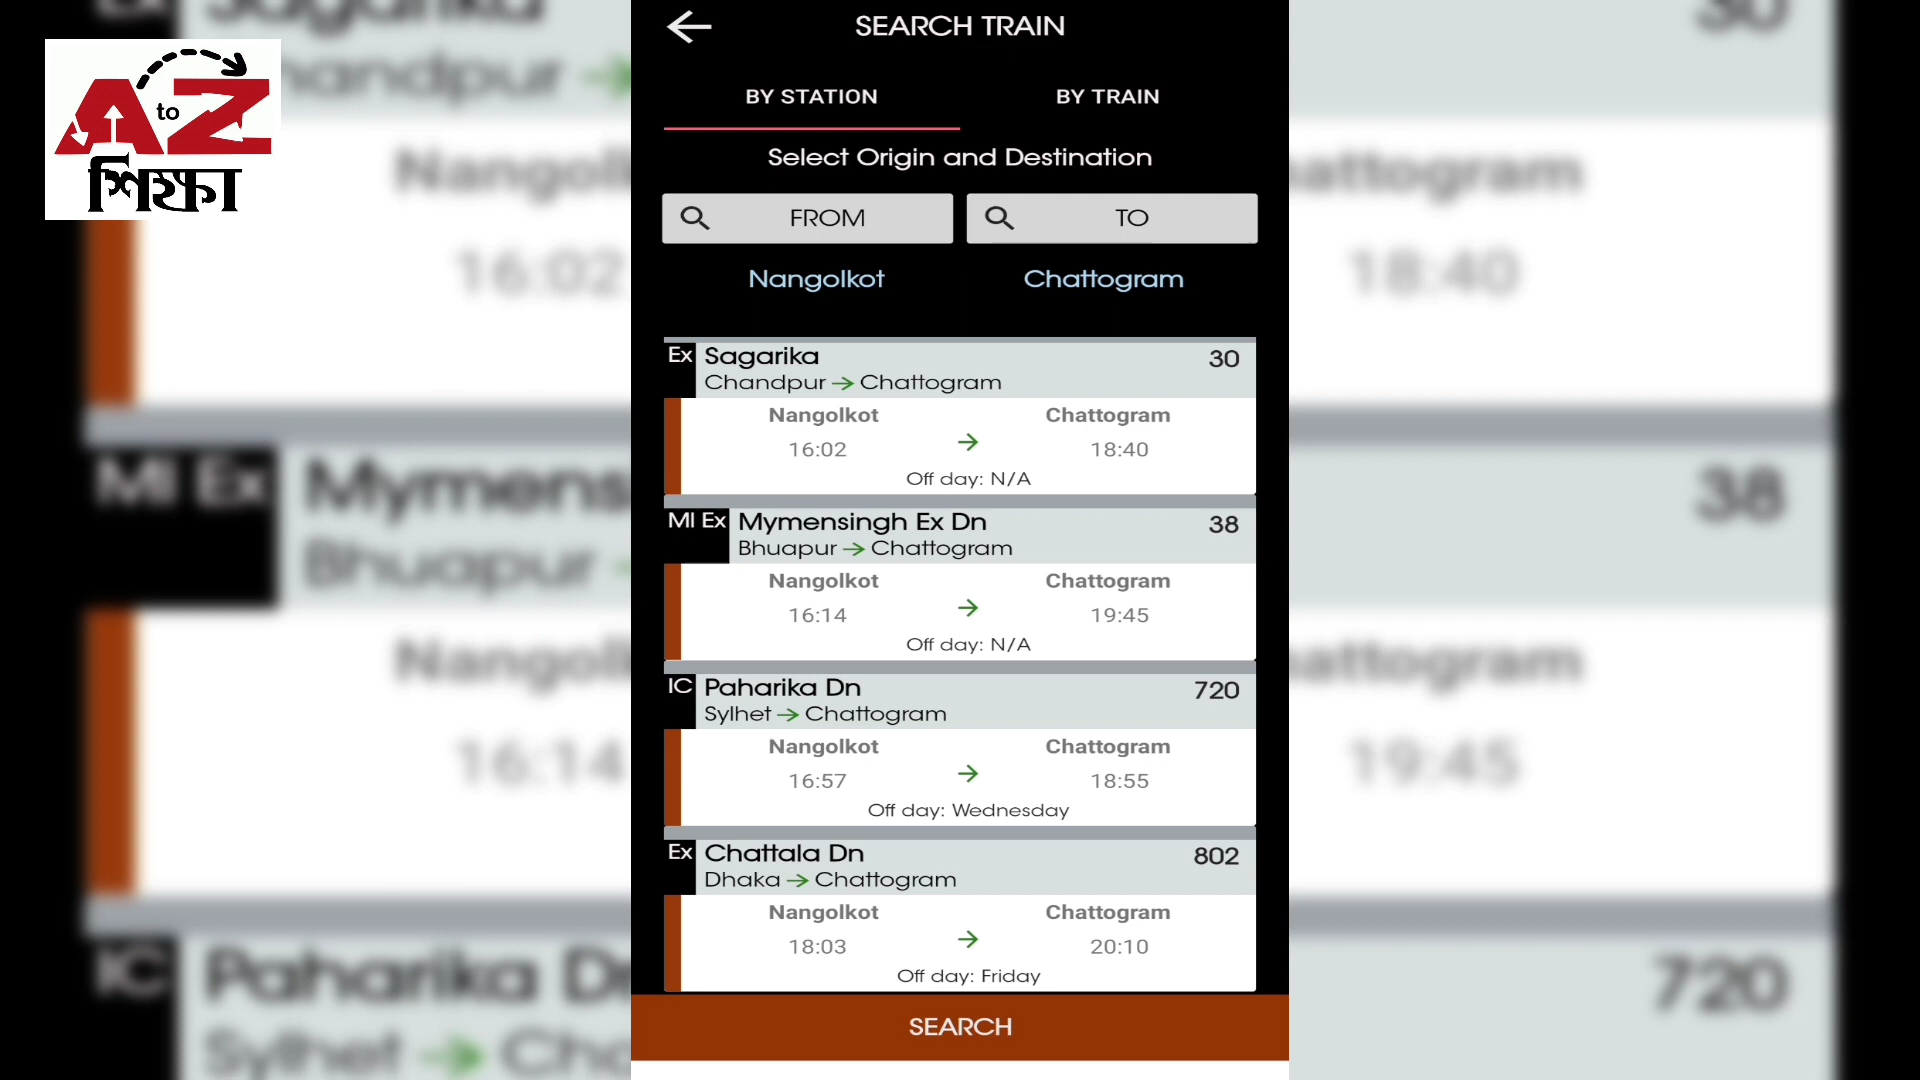 A to Z
শিক্ষা
SEARCH TRAIN
BY STATION BY TRAIN
Select Origin and Destination
FROM TO
Nangolkot Chattogram
Ex Sagarika 30
Chandpur → Chattogram
Nangolkot Chattogram
16:02 → 18:40
Off day: N/A
MI Ex Mymensingh Ex Dn 38
Bhuapur → Chattogram
Nangolkot Chattogram
16:14 → 19:45
Off day: N/A
IC Paharika Dn 720
Sylhet → Chattogram
Nangolkot Chattogram
16:57 → 18:55
Off day: Wednesday
Ex Chattala Dn 802
Dhaka → Chattogram
Nangolkot Chattogram
18:03 → 20:10
Off day: Friday
SEARCH